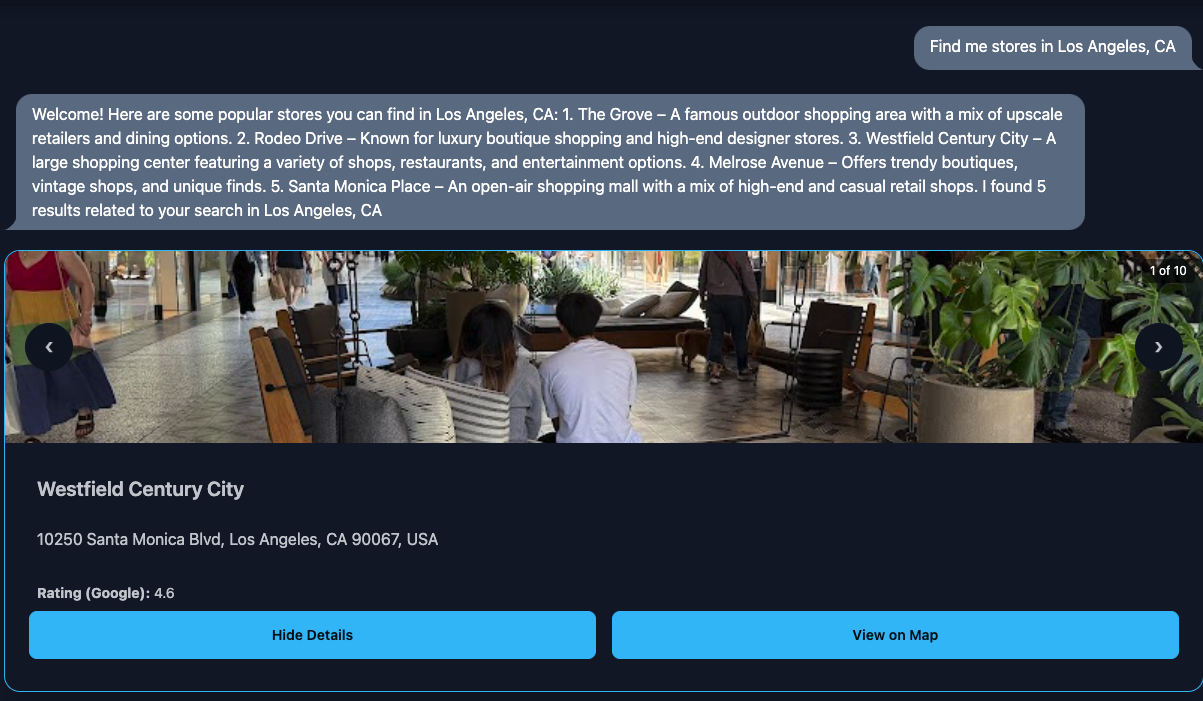 Find me stores in Los Angeles, CA
Welcome! Here are some popular stores you can find in Los Angeles, CA: 1. The Grove – A famous outdoor shopping area with a mix of upscale
retailers and dining options. 2. Rodeo Drive – Known for luxury boutique shopping and high-end designer stores. 3. Westfield Century City – A
large shopping center featuring a variety of shops, restaurants, and entertainment options. 4. Melrose Avenue – Offers trendy boutiques,
vintage shops, and unique finds. 5. Santa Monica Place – An open-air shopping mall with a mix of high-end and casual retail shops. I found 5
results related to your search in Los Angeles, CA
1 of 10
Westfield Century City
10250 Santa Monica Blvd, Los Angeles, CA 90067, USA
Rating (Google): 4.6
Hide Details
View on Map